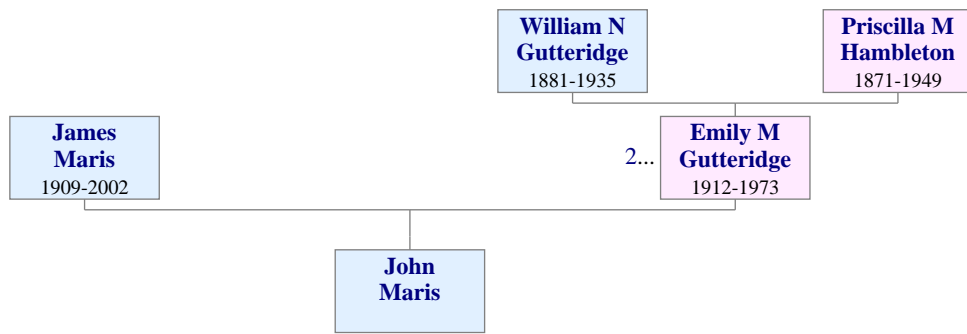 William N
Gutteridge
1881-1935
Priscilla M
Hambleton
1871-1949
James
Maris
1909-2002
2...
Emily M
Gutteridge
1912-1973
John
Maris